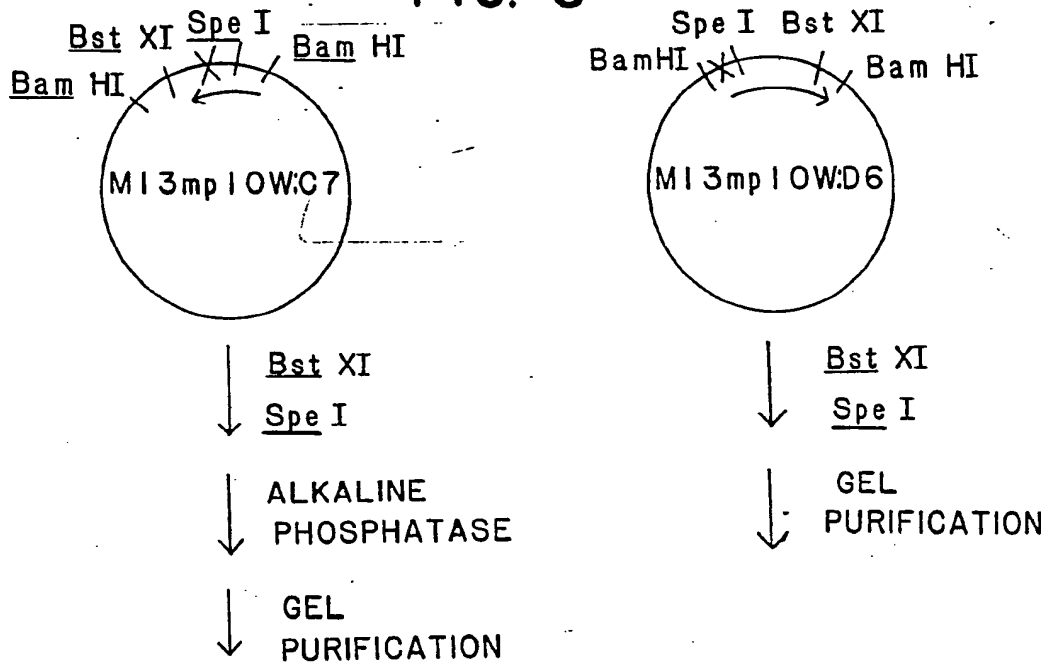 Spe I
Bst XI
Bam HI
Bam HI
M13mp10W:C7
Bst XI
Spe I
ALKALINE
PHOSPHATASE
GEL
PURIFICATION
Spe I Bst XI
BamHI
Bam HI
M13mp10W:D6
Bst XI
Spe I
GEL
PURIFICATION